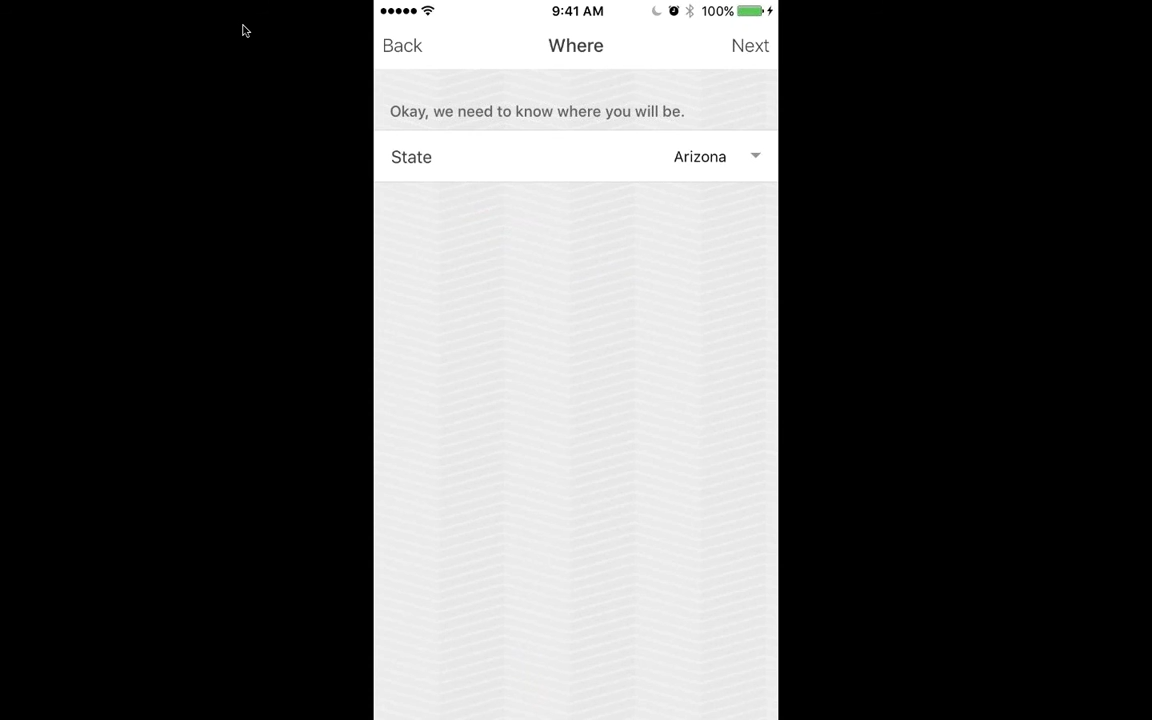 9:41 AM 100%
Back Where Next
Okay, we need to know where you will be.
State Arizona